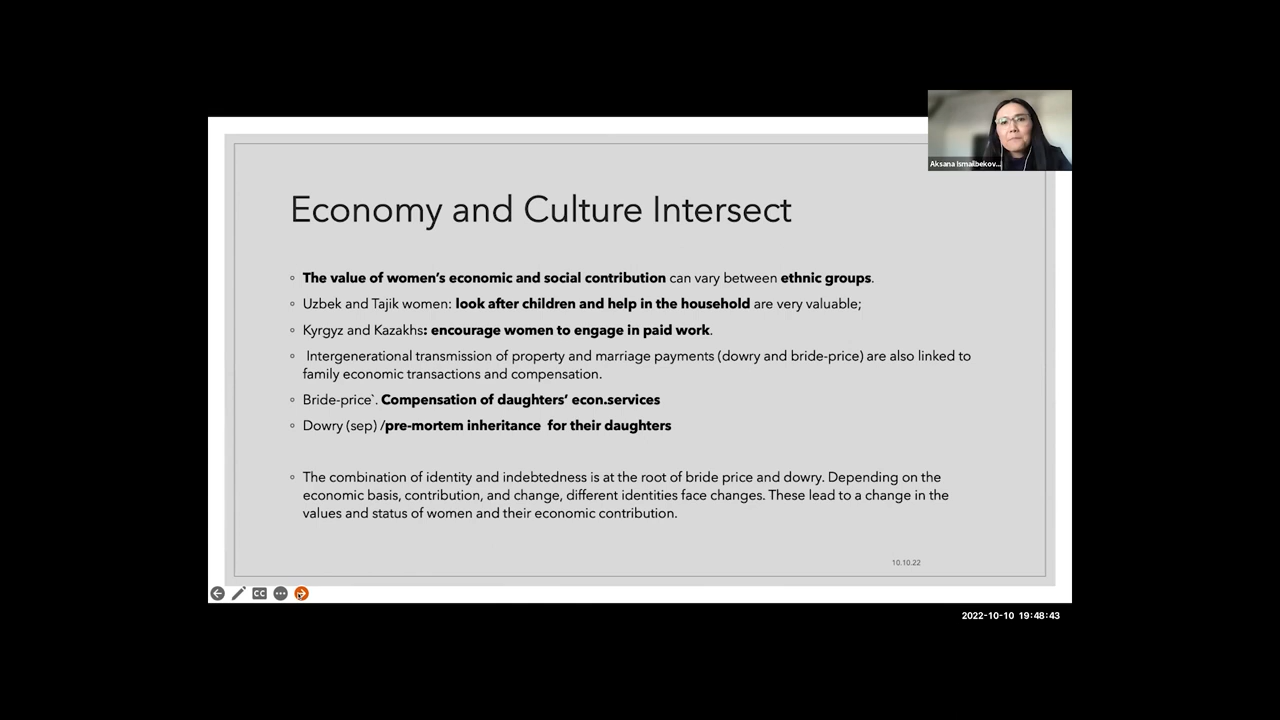 Aksana Ismailbekov...
Economy and Culture Intersect
◦ The value of women's economic and social contribution can vary between ethnic groups.
◦ Uzbek and Tajik women: look after children and help in the household are very valuable;
◦ Kyrgyz and Kazakhs: encourage women to engage in paid work.
◦ Intergenerational transmission of property and marriage payments (dowry and bride-price) are also linked to
family economic transactions and compensation.
◦ Bride-price`. Compensation of daughters' econ.services
◦ Dowry (sep) /pre-mortem inheritance for their daughters
◦ The combination of identity and indebtedness is at the root of bride price and dowry. Depending on the
economic basis, contribution, and change, different identities face changes. These lead to a change in the
values and status of women and their economic contribution.
10.10.22
CC
2022-10-10 19:48:43